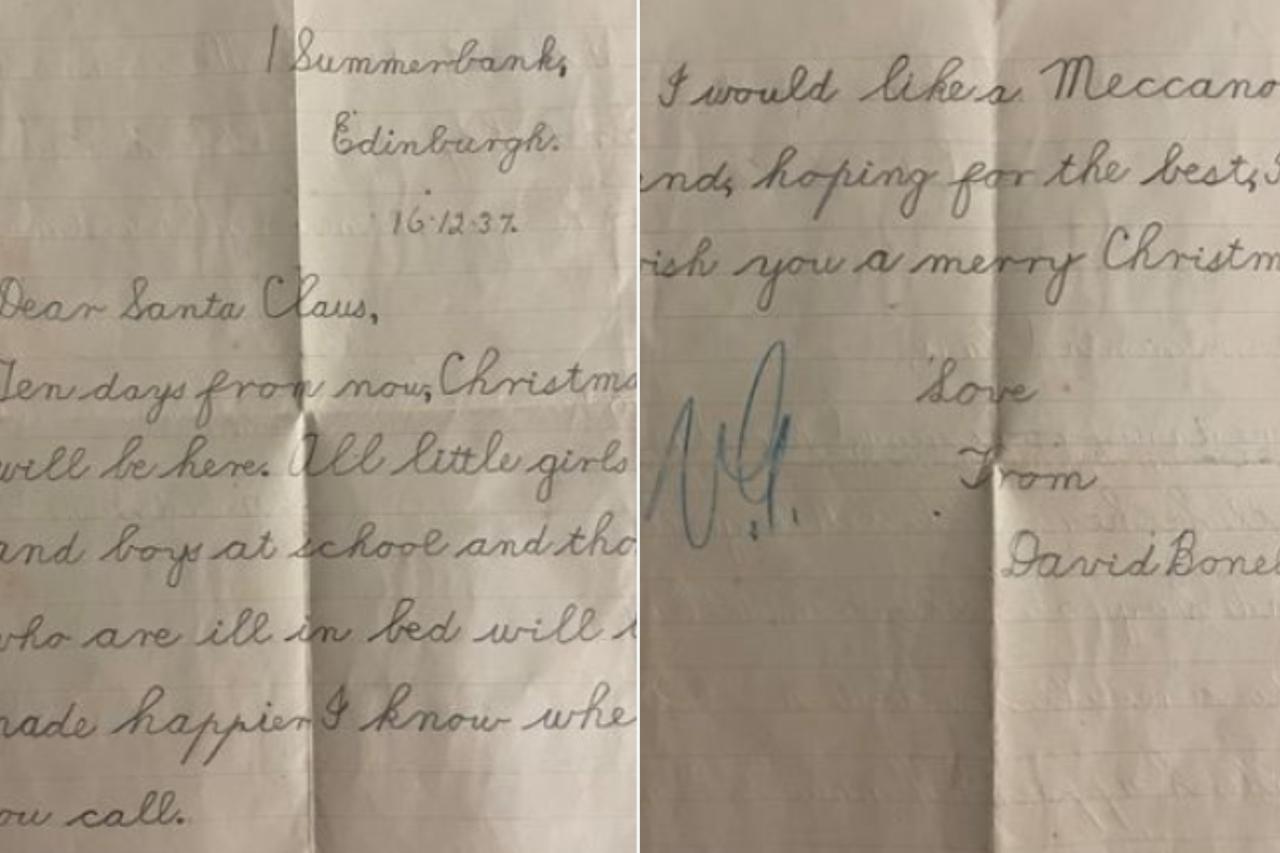 1 Summerbank,
Edinburgh.
16.12.37.
Dear Santa Claus,
Ten days from now, Christma
will be here. All little girls
and boys at school and tho
who are ill in bed will
made happier I know whe
ou call.
I would like a Meccano
nd, hoping for the best, I
ish you a merry Christm
Love
From
David Bone